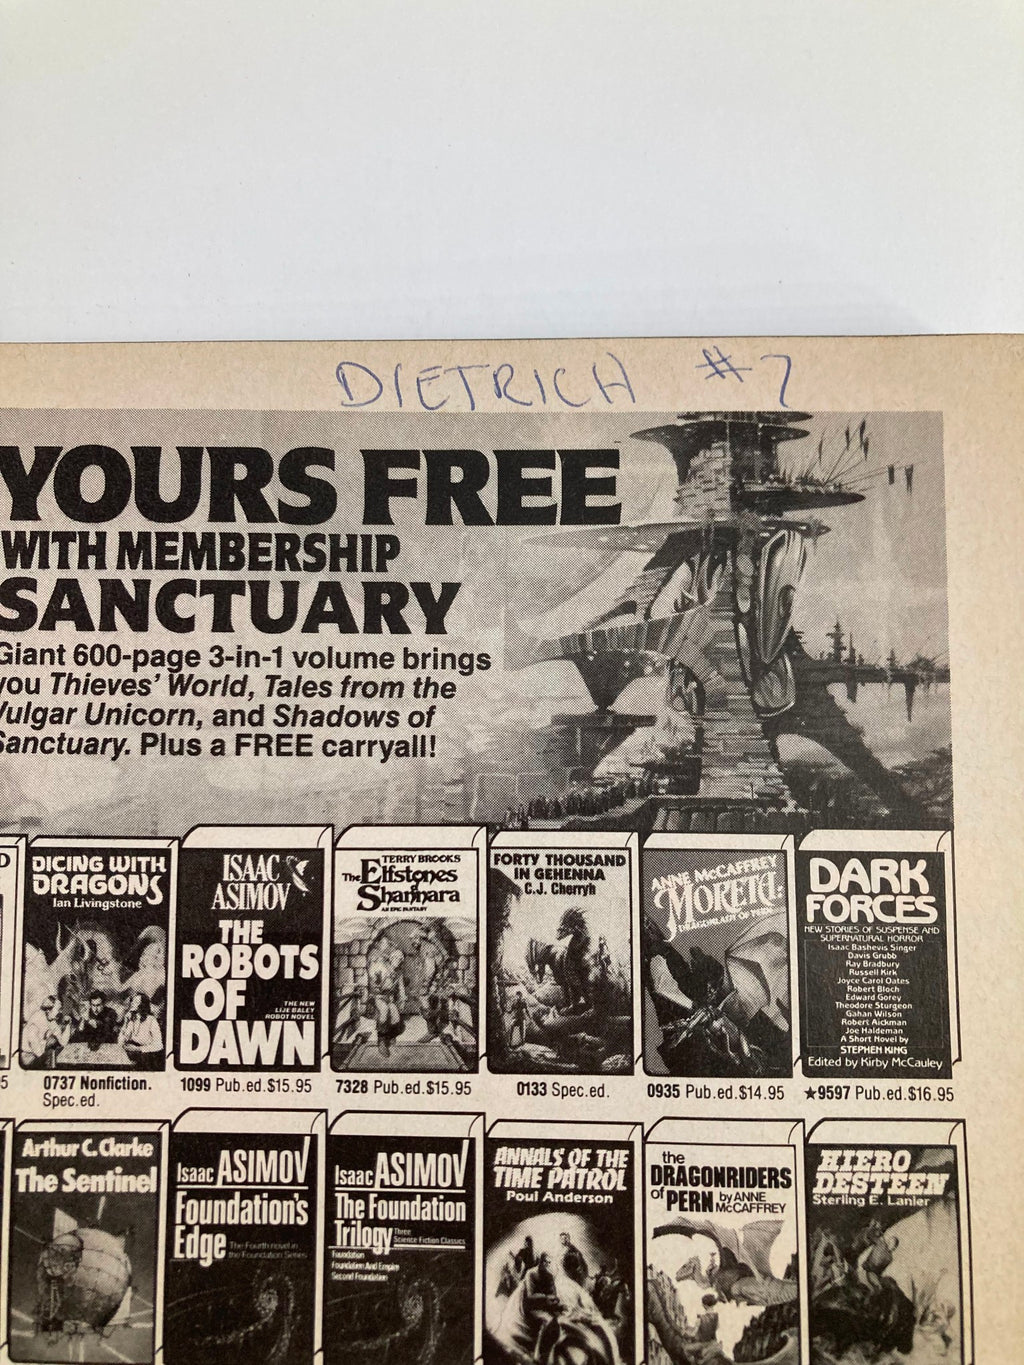 DIETRICH #7
YOURS FREE
WITH MEMBERSHIP
SANCTUARY
Giant 600-page 3-in-1 volume brings
you Thieves' World, Tales from the
Vulgar Unicorn, and Shadows of
Sanctuary. Plus a FREE carryall!
D
DICING WITH
DRAGONS
Ian Livingstone
ISAAC
ASIMOV
THE
ROBOTS
OF
DAWN
THE NEW
LIJE BALEY
ROBOT NOVEL
TERRY BROOKS
The Elfstones
of
Shannara
AN EPIC FANTASY
FORTY THOUSAND
IN GEHENNA
C.J. Cherryh
ANNE McCAFFREY
MORETA:
DRAGONLADY OF PERN
DARK
FORCES
NEW STORIES OF SUSPENSE AND
SUPERNATURAL HORROR
Isaac Bashevis Singer
Davis Grubb
Ray Bradbury
Russell Kirk
Joyce Carol Oates
Robert Bloch
Edward Gorey
Theodore Sturgeon
Gahan Wilson
Robert Aickman
Joe Haldeman
A Short Novel by
STEPHEN KING
Edited by Kirby McCauley
5
0737 Nonfiction.
Spec.ed.
1099 Pub.ed.$15.95
7328 Pub.ed.$15.95
0133 Spec.ed.
0935 Pub.ed.$14.95
★9597 Pub.ed.$16.95
Arthur C. Clarke
The Sentinel
Isaac ASIMOV
Foundation's
Edge
The Fourth novel in
the Foundation Series
Isaac ASIMOV
The Foundation
Trilogy
Three
Science Fiction Classics
Foundation
Foundation And Empire
Second Foundation
ANNALS OF THE
TIME PATROL
Poul Anderson
the
DRAGONRIDERS
of PERN by ANNE
McCAFFREY
HIERO
DESTEEN
Sterling E. Lanier